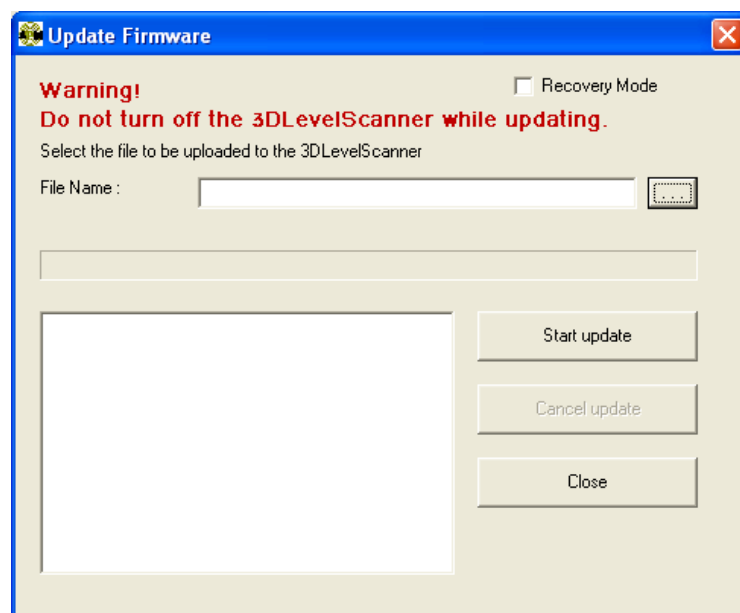 Update Firmware
Warning!
Recovery Mode
Do not turn off the 3DLevelScanner while updating.
Select the file to be uploaded to the 3DLevelScanner
File Name :
...
Start update
Cancel update
Close